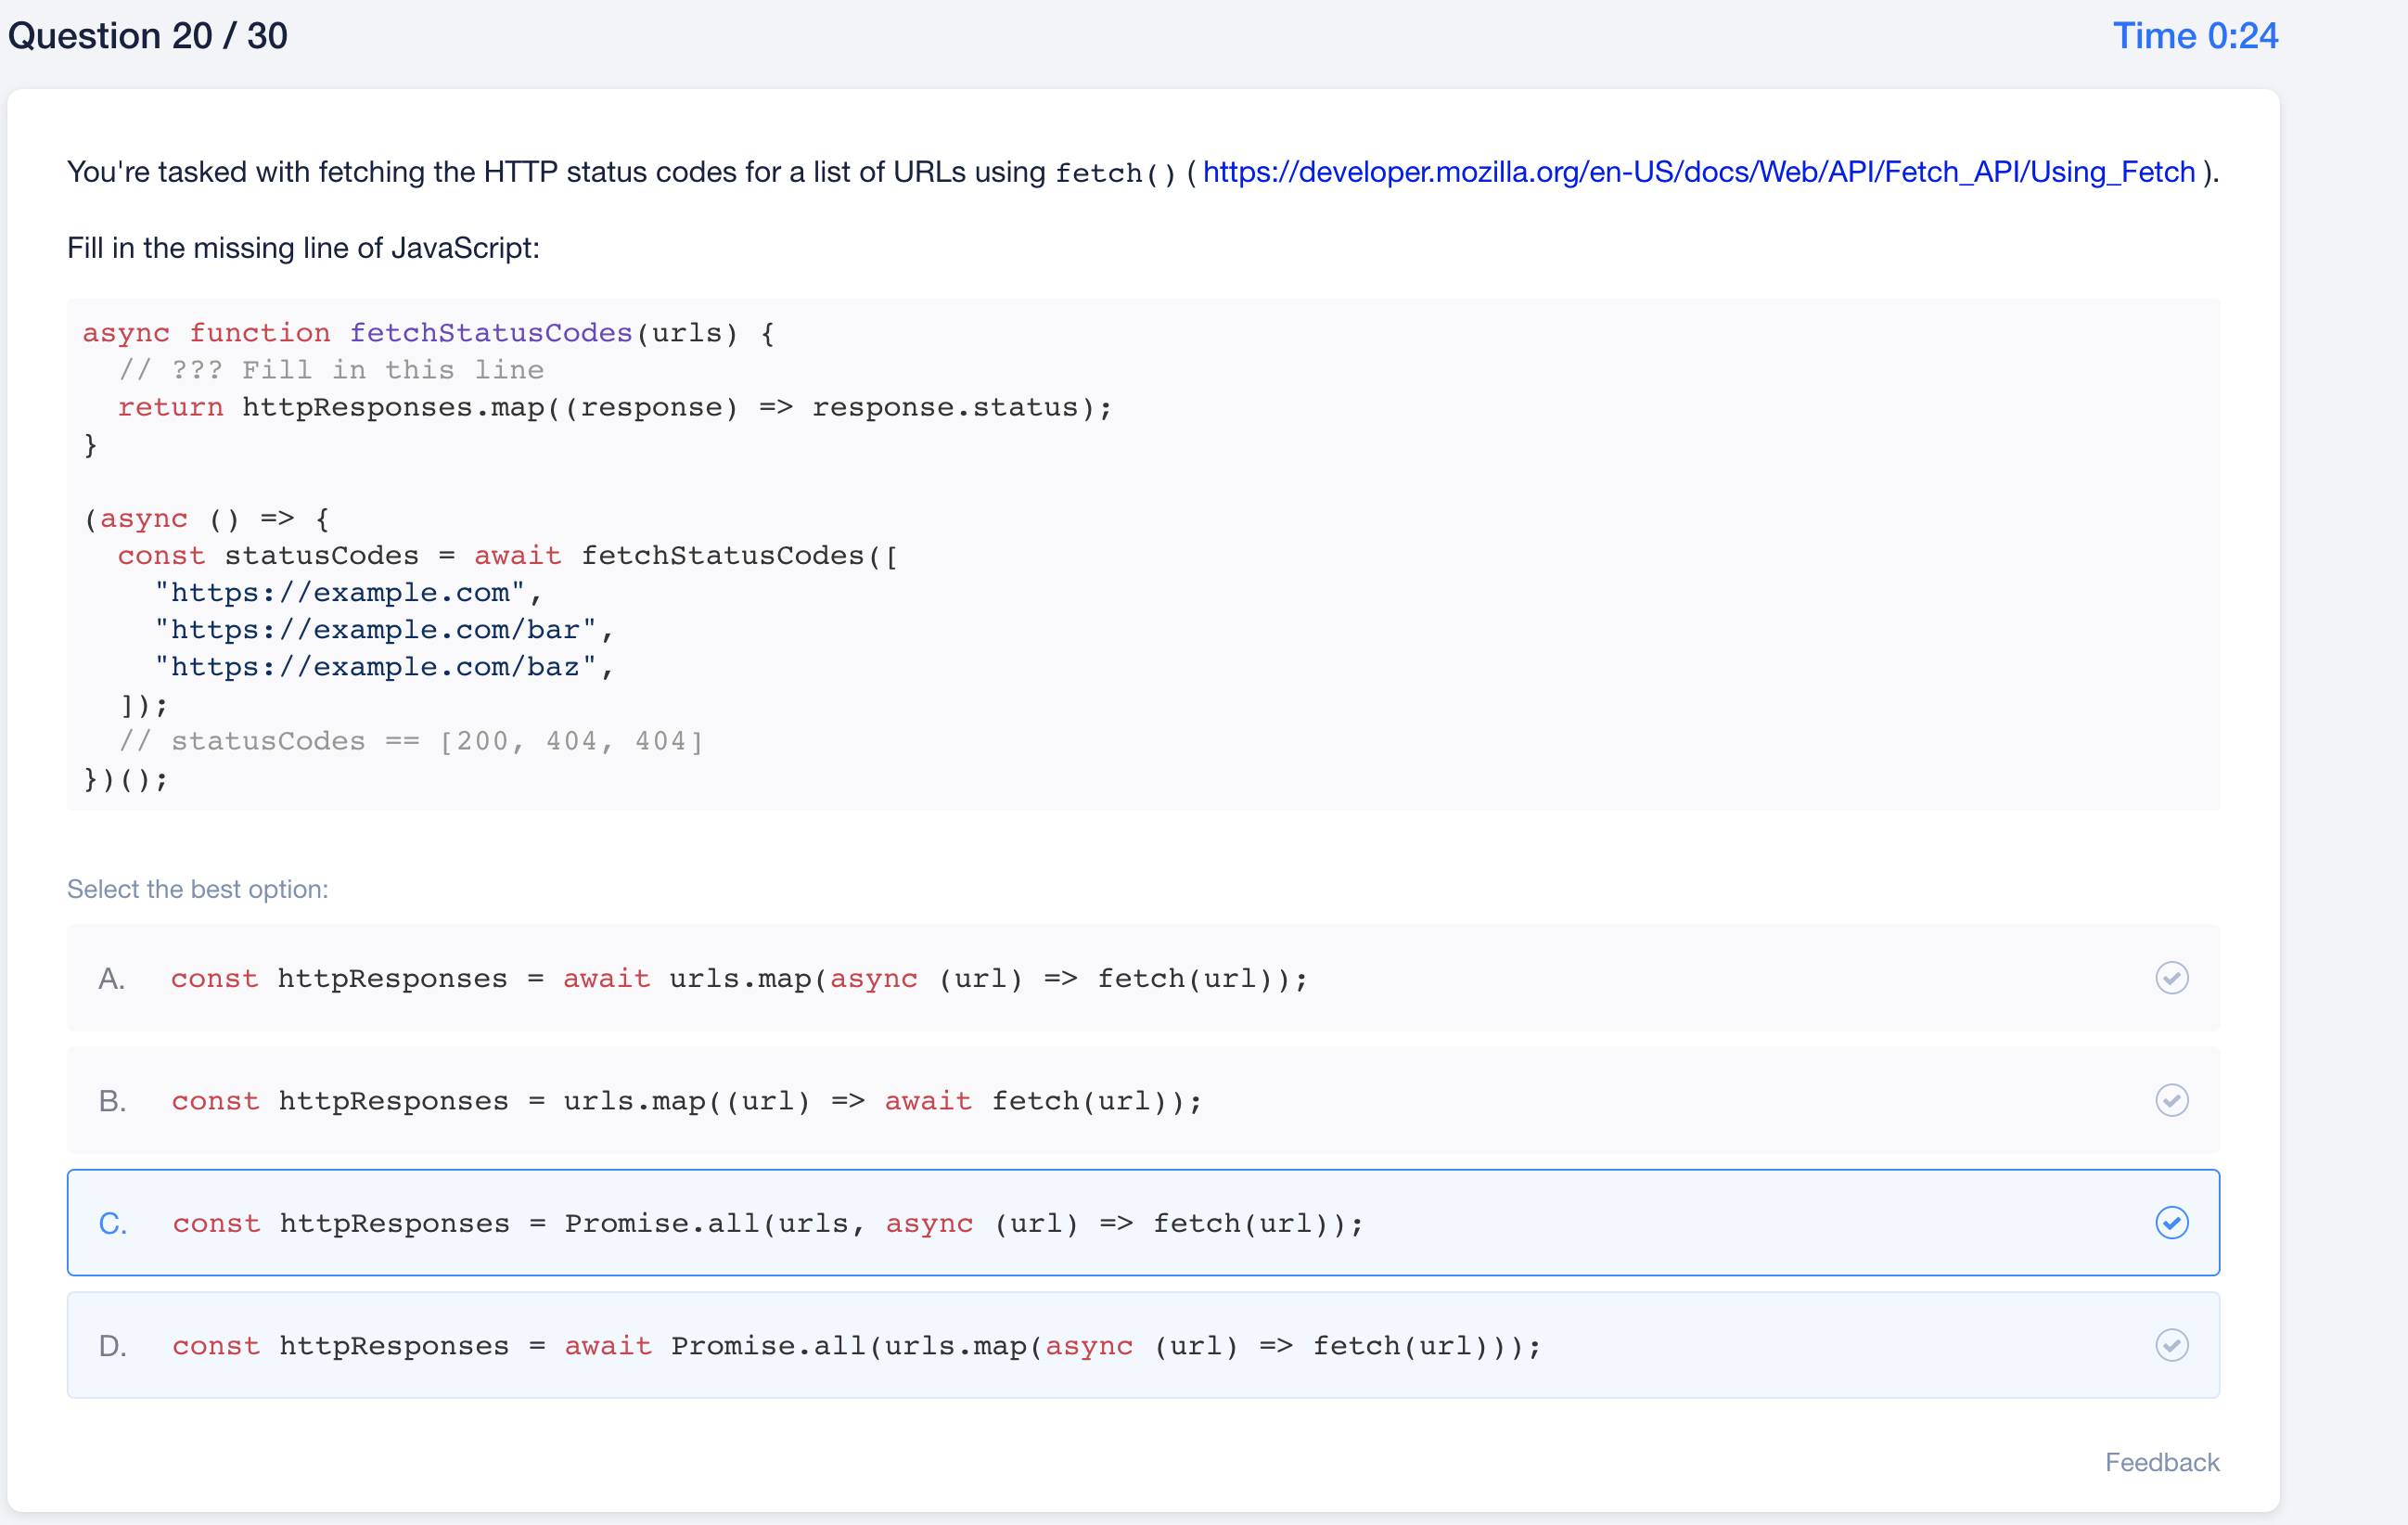 Question 20 / 30
Time 0:24
You're tasked with fetching the HTTP status codes for a list of URLs using fetch() ( https://developer.mozilla.org/en-US/docs/Web/API/Fetch_API/Using_Fetch ).
Fill in the missing line of JavaScript:
async function fetchStatusCodes(urls) {
  // ??? Fill in this line
  return httpResponses.map((response) => response.status);
}

(async () => {
  const statusCodes = await fetchStatusCodes([
    "https://example.com",
    "https://example.com/bar",
    "https://example.com/baz",
  ]);
  // statusCodes == [200, 404, 404]
})();
Select the best option:
A. const httpResponses = await urls.map(async (url) => fetch(url));
B. const httpResponses = urls.map((url) => await fetch(url));
C. const httpResponses = Promise.all(urls, async (url) => fetch(url));
D. const httpResponses = await Promise.all(urls.map(async (url) => fetch(url)));
Feedback